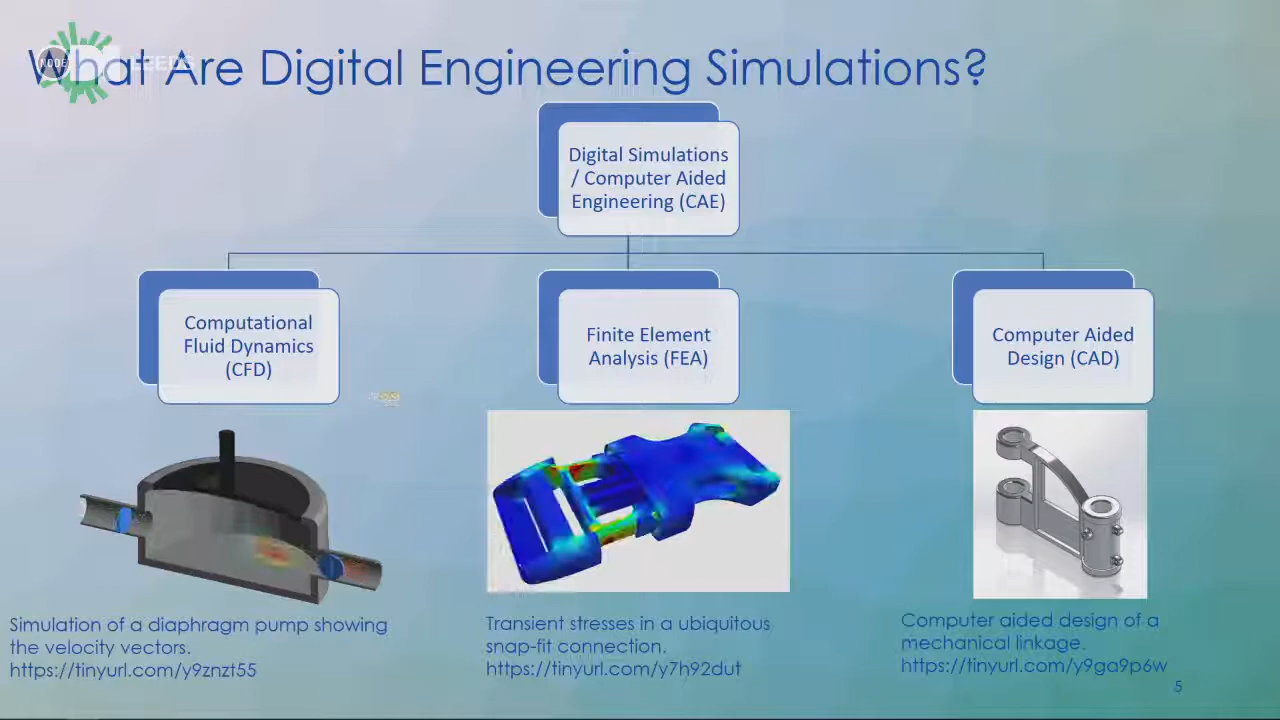 What Are Digital Engineering Simulations?
NODE
LEEDS
Digital Simulations
/ Computer Aided
Engineering (CAE)
Computational
Fluid Dynamics
(CFD)
Finite Element
Analysis (FEA)
Computer Aided
Design (CAD)
Simulation of a diaphragm pump showing
the velocity vectors.
https://tinyurl.com/y9znzt55
Transient stresses in a ubiquitous
snap-fit connection.
https://tinyurl.com/y7h92dut
Computer aided design of a
mechanical linkage.
https://tinyurl.com/y9ga9p6w
5